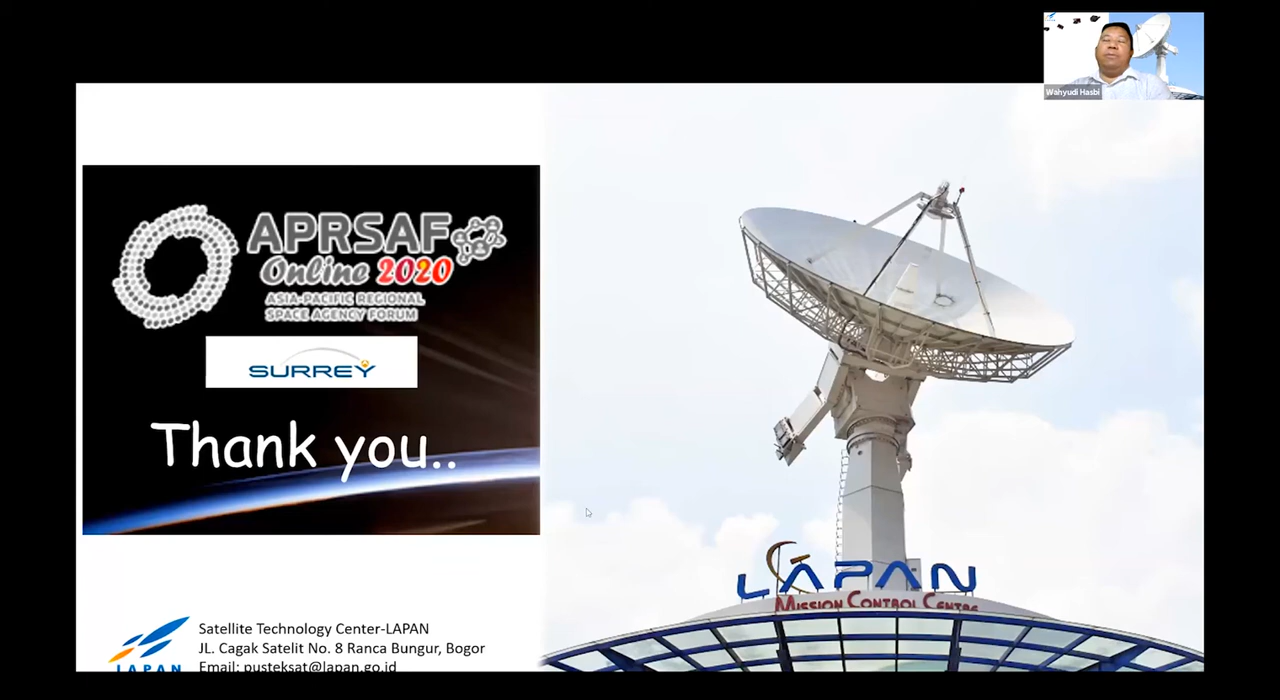 Wahyudi Hasbi
APRSAF
Online 2020
ASIA-PACIFIC REGIONAL
SPACE AGENCY FORUM
SURREY
Thank you..
LAPAN
MISSION CONTROL CENTRE
LAPAN
Satellite Technology Center-LAPAN
JL. Cagak Satelit No. 8 Ranca Bungur, Bogor
Email: pusteksat@lapan.go.id